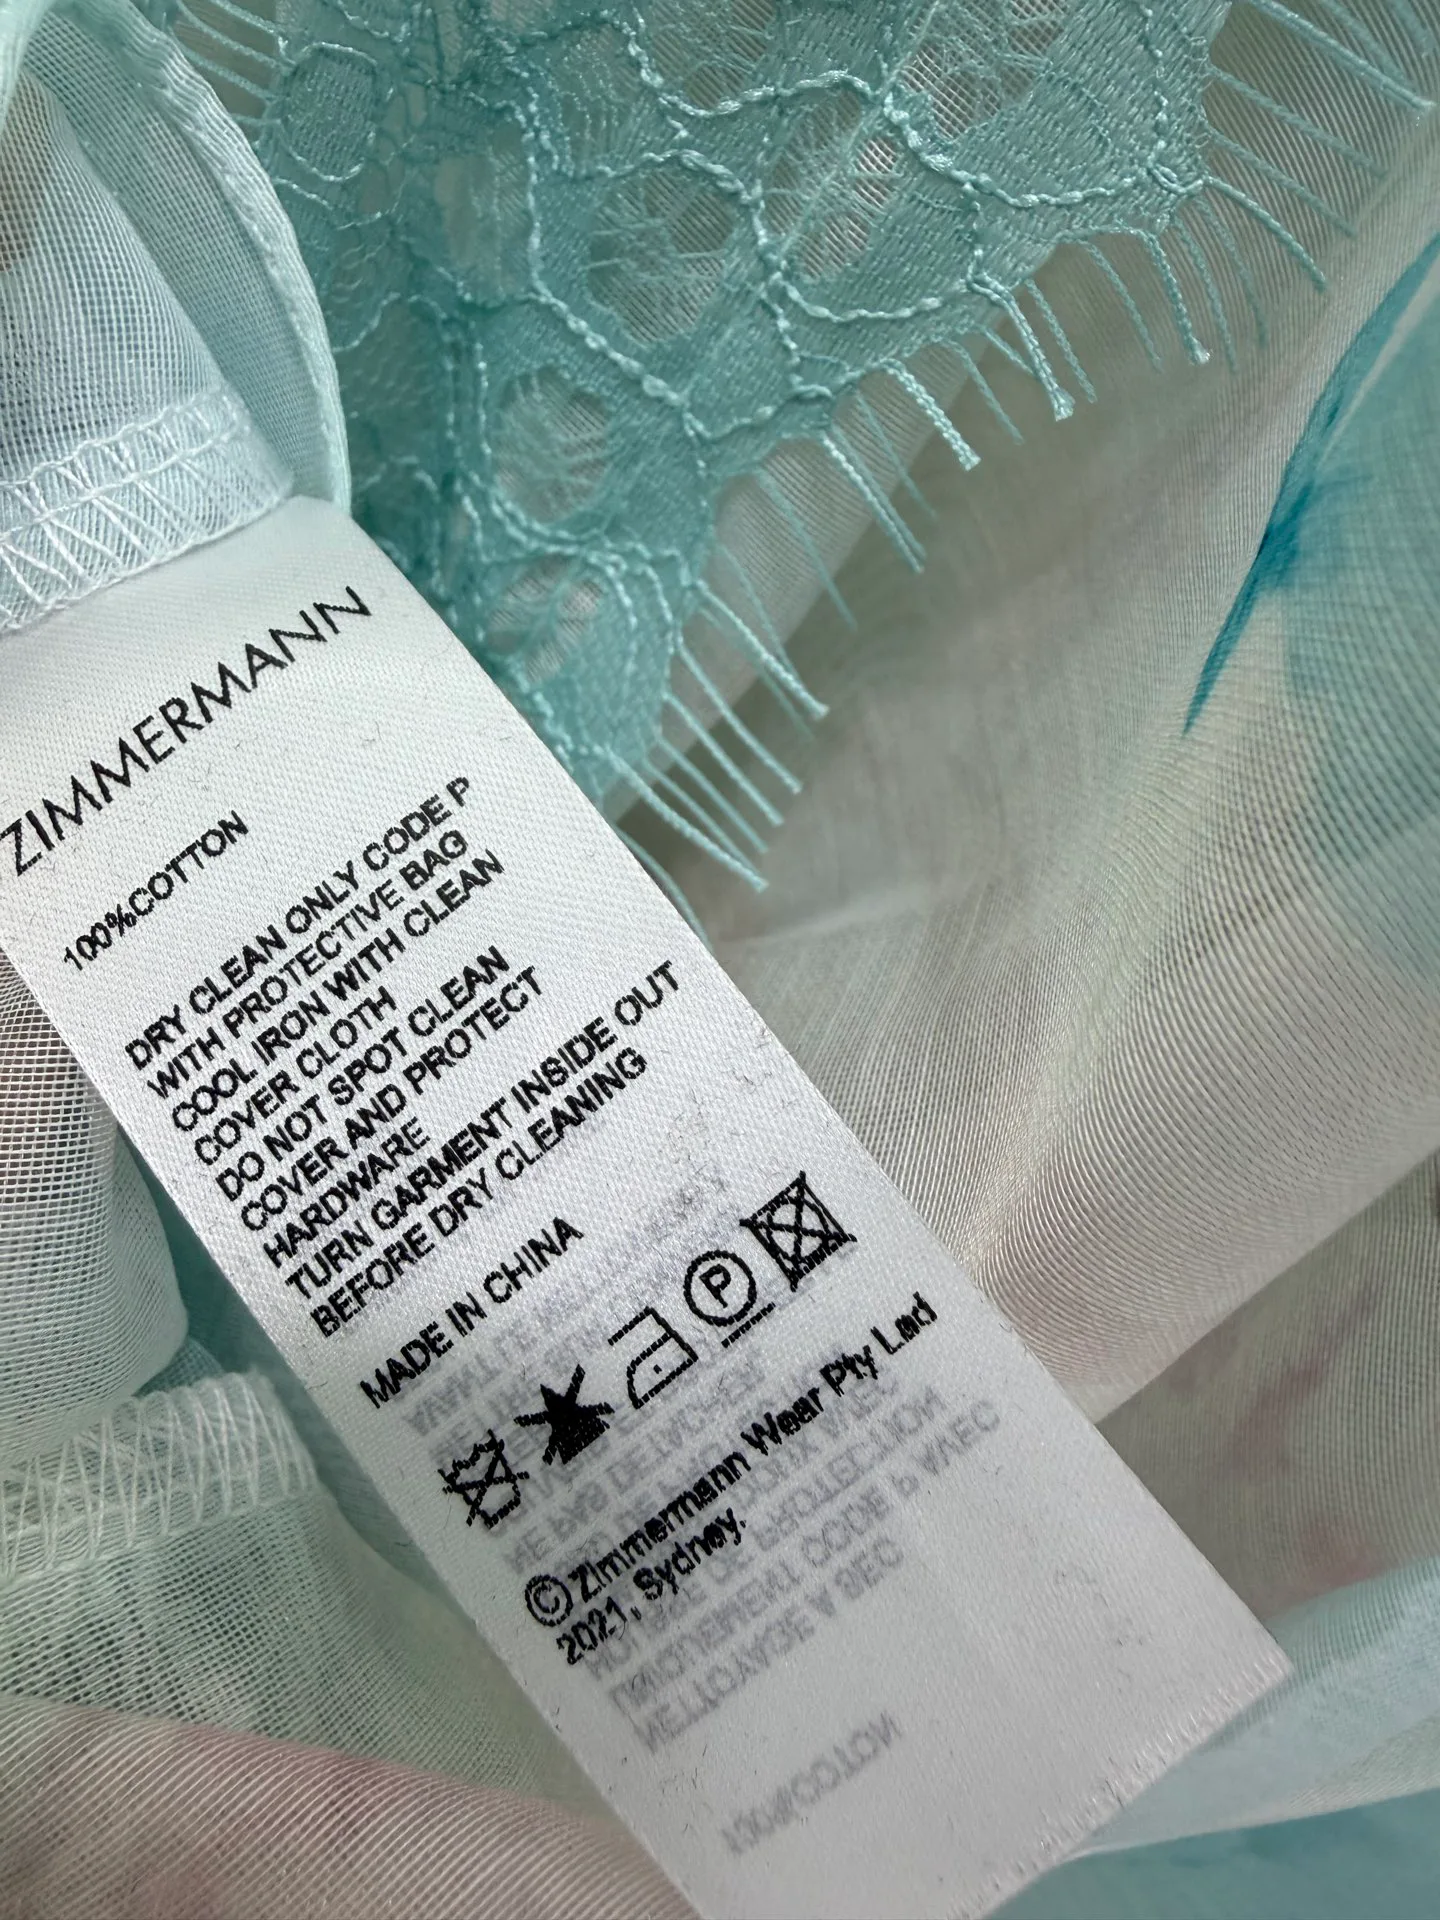 ZIMMERMANN
100%COTTON
DRY CLEAN ONLY CODE P
WITH PROTECTIVE BAG
COOL IRON WITH CLEAN
COVER CLOTH
DO NOT SPOT CLEAN
COVER AND PROTECT
HARDWARE
TURN GARMENT INSIDE OUT
BEFORE DRY CLEANING
MADE IN CHINA
P
© Zimmermann Wear Pty Ltd
2021, Sydney.